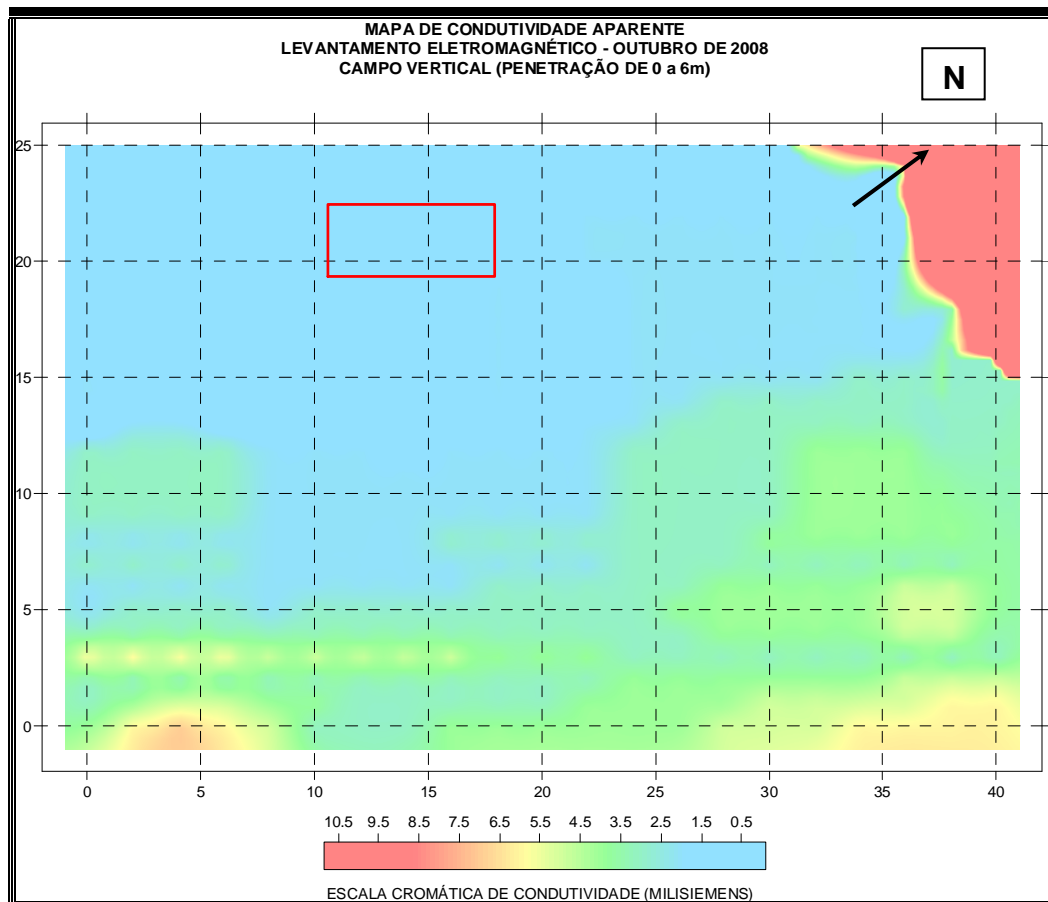 MAPA DE CONDUTIVIDADE APARENTE
LEVANTAMENTO ELETROMAGNÉTICO - OUTUBRO DE 2008
CAMPO VERTICAL (PENETRAÇÃO DE 0 a 6m)
N
25
20
15
10
5
0
0 5 10 15 20 25 30 35 40
10.5 9.5 8.5 7.5 6.5 5.5 4.5 3.5 2.5 1.5 0.5
ESCALA CROMÁTICA DE CONDUTIVIDADE (MILISIEMENS)